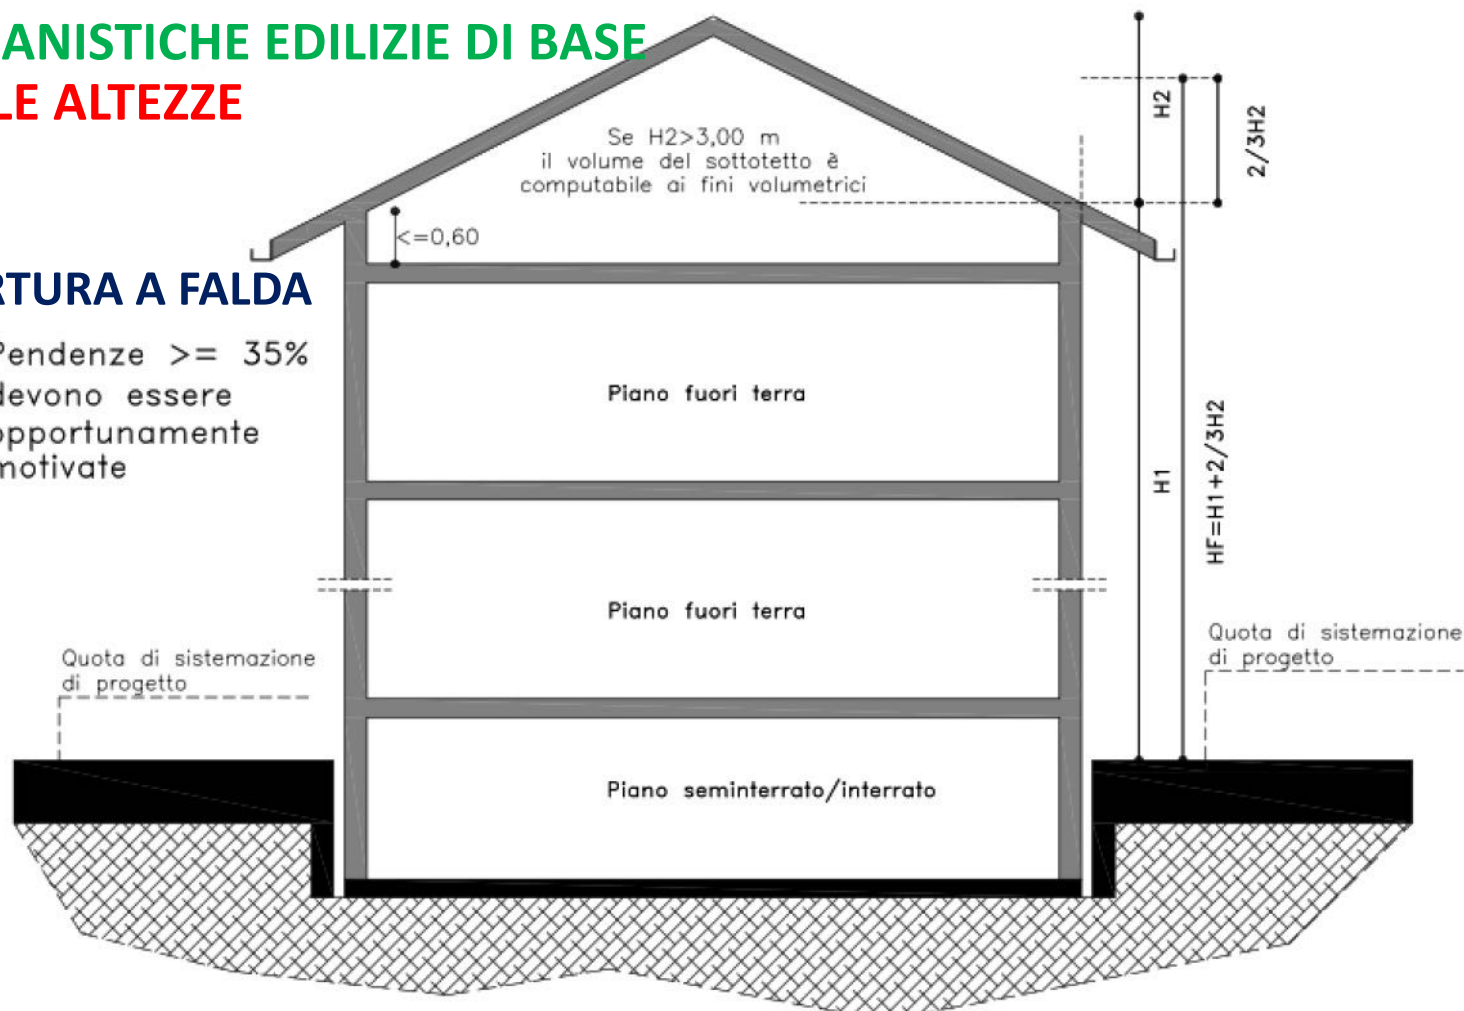 ANISTICHE EDILIZIE DI BASE
LE ALTEZZE
Se H2>3,00 m
il volume del sottotetto è
computabile ai fini volumetrici
<=0,60
RTURA A FALDA
Pendenze >= 35%
devono essere
opportunamente
motivate
Piano fuori terra
Piano fuori terra
Piano seminterrato/interrato
Quota di sistemazione
di progetto
H2
2/3H2
H1
HF=H1+2/3H2
Quota di sistemazione
di progetto